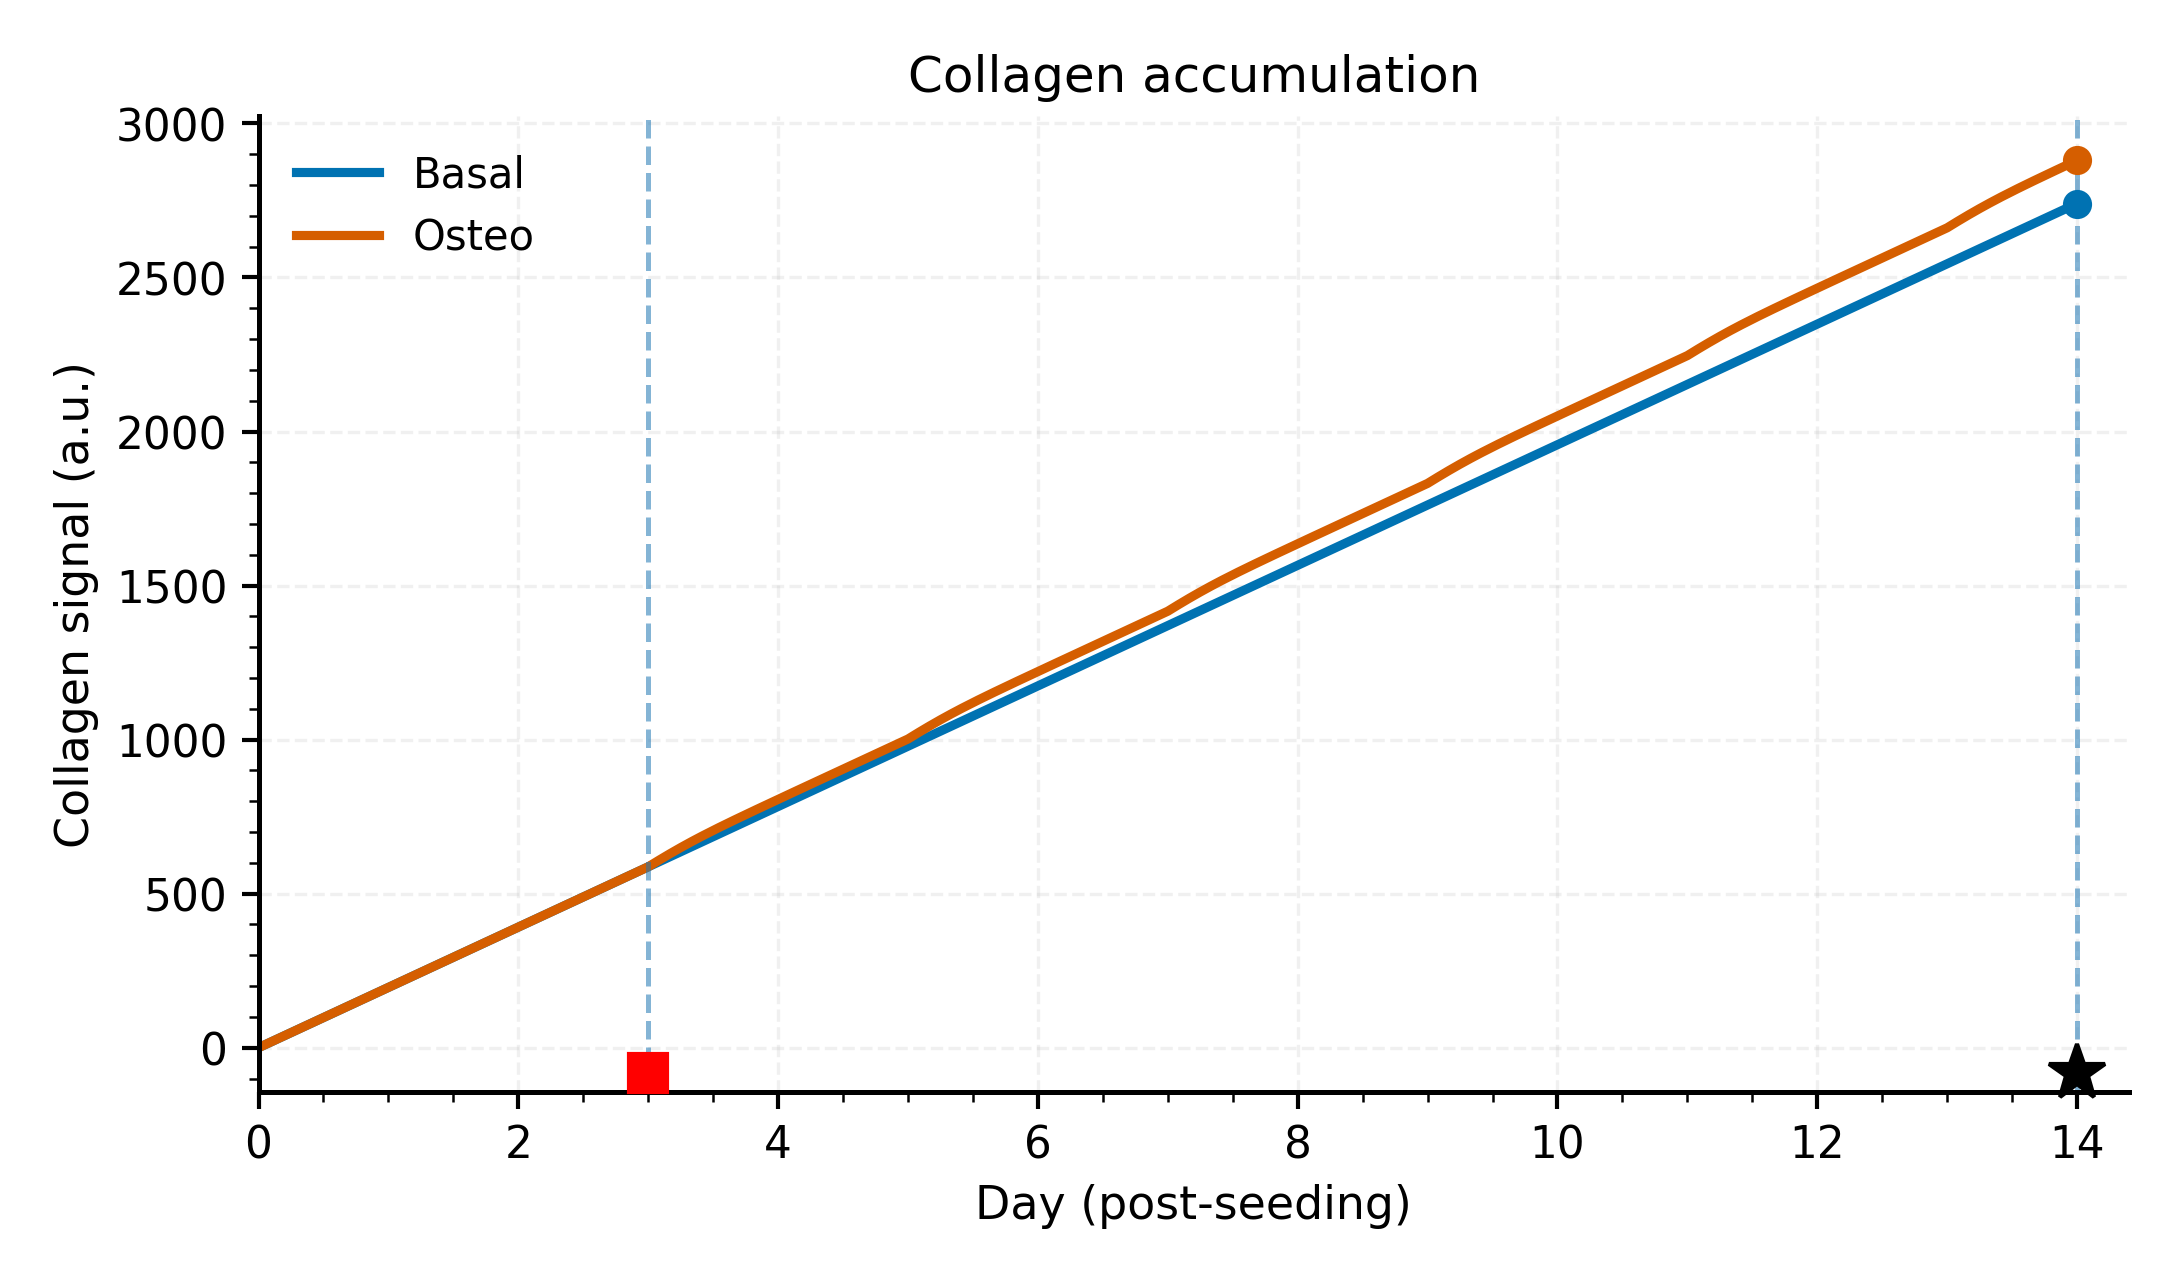 Collagen accumulation
3000
2500
2000
1500
1000
500
0
Collagen signal (a.u.)
Basal
Osteo
0 2 4 6 8 10 12 14
Day (post-seeding)